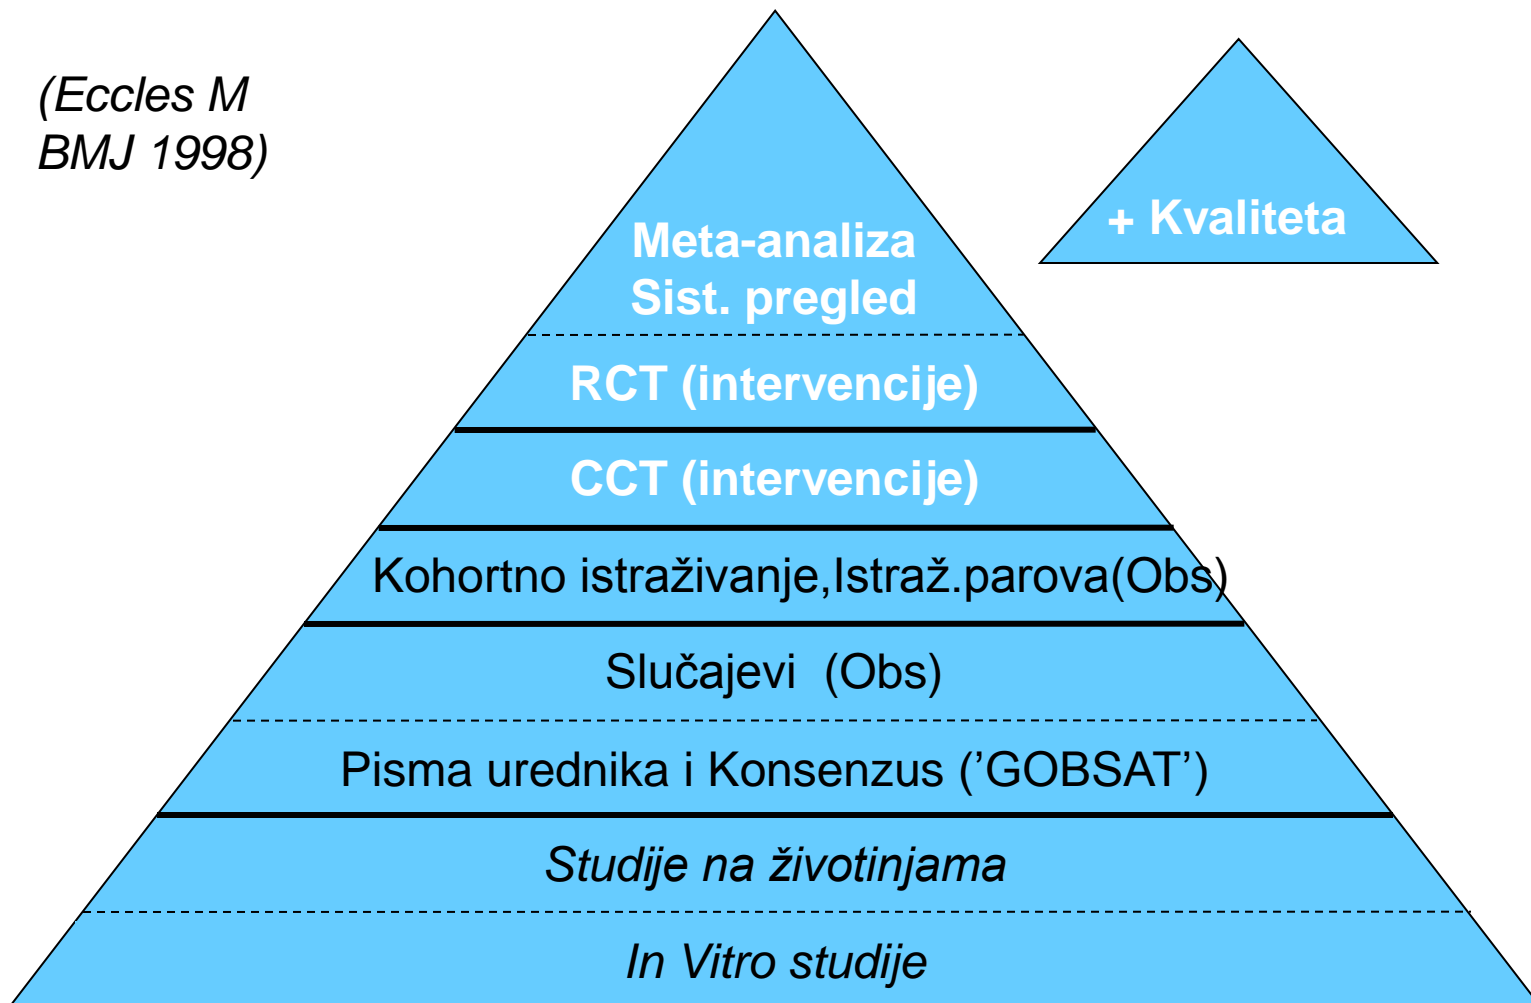 (Eccles M
BMJ 1998)
+ Kvaliteta
Meta-analiza
Sist. pregled
RCT (intervencije)
CCT (intervencije)
Kohortno istraživanje,Istraž.parova(Obs)
Slučajevi (Obs)
Pisma urednika i Konsenzus (’GOBSAT’)
Studije na životinjama
In Vitro studije